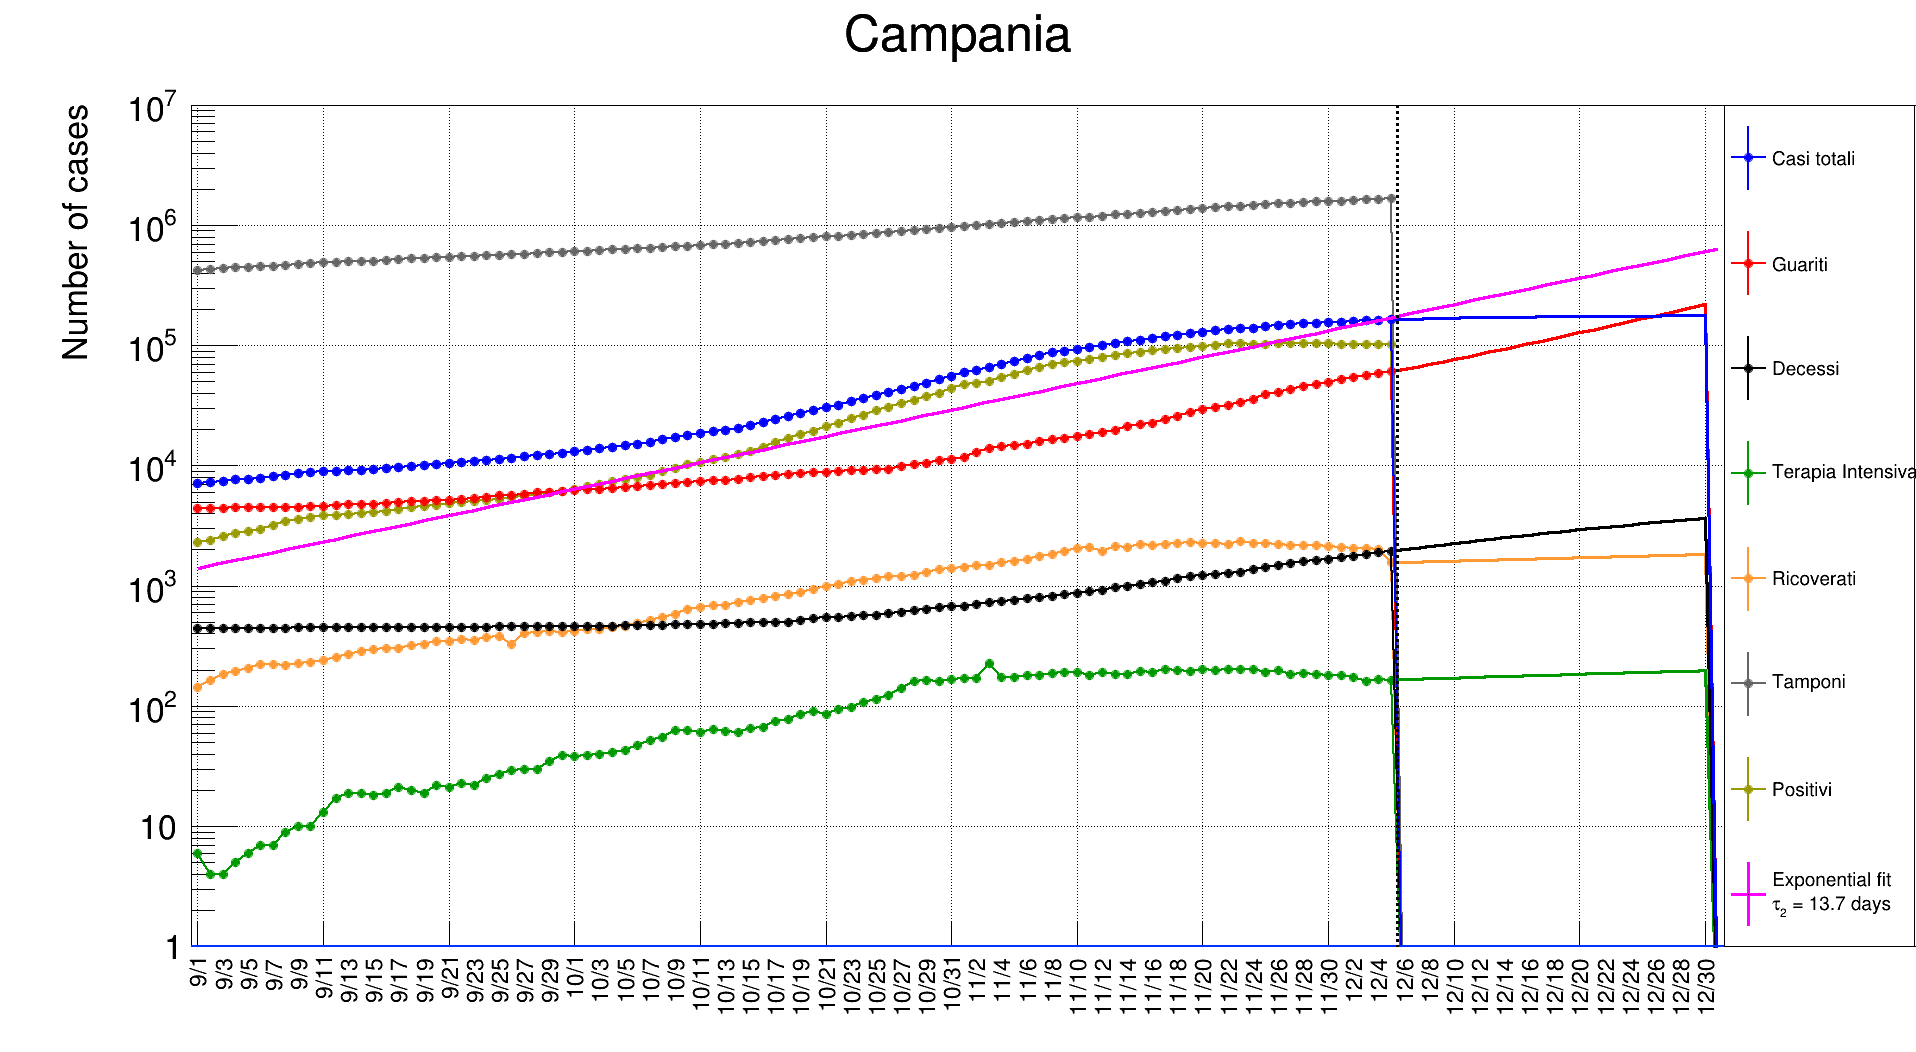 Campania
Number of cases
10^7
10^6
10^5
10^4
10^3
10^2
10
1
9/1 9/3 9/5 9/7 9/9 9/11 9/13 9/15 9/17 9/19 9/21 9/23 9/25 9/27 9/29 10/1 10/3 10/5 10/7 10/9 10/11 10/13 10/15 10/17 10/19 10/21 10/23 10/25 10/27 10/29 10/31 11/2 11/4 11/6 11/8 11/10 11/12 11/14 11/16 11/18 11/20 11/22 11/24 11/26 11/28 11/30 12/2 12/4 12/6 12/8 12/10 12/12 12/14 12/16 12/18 12/20 12/22 12/24 12/26 12/28 12/30
Casi totali
Guariti
Decessi
Terapia Intensiva
Ricoverati
Tamponi
Positivi
Exponential fit
τ₂ = 13.7 days